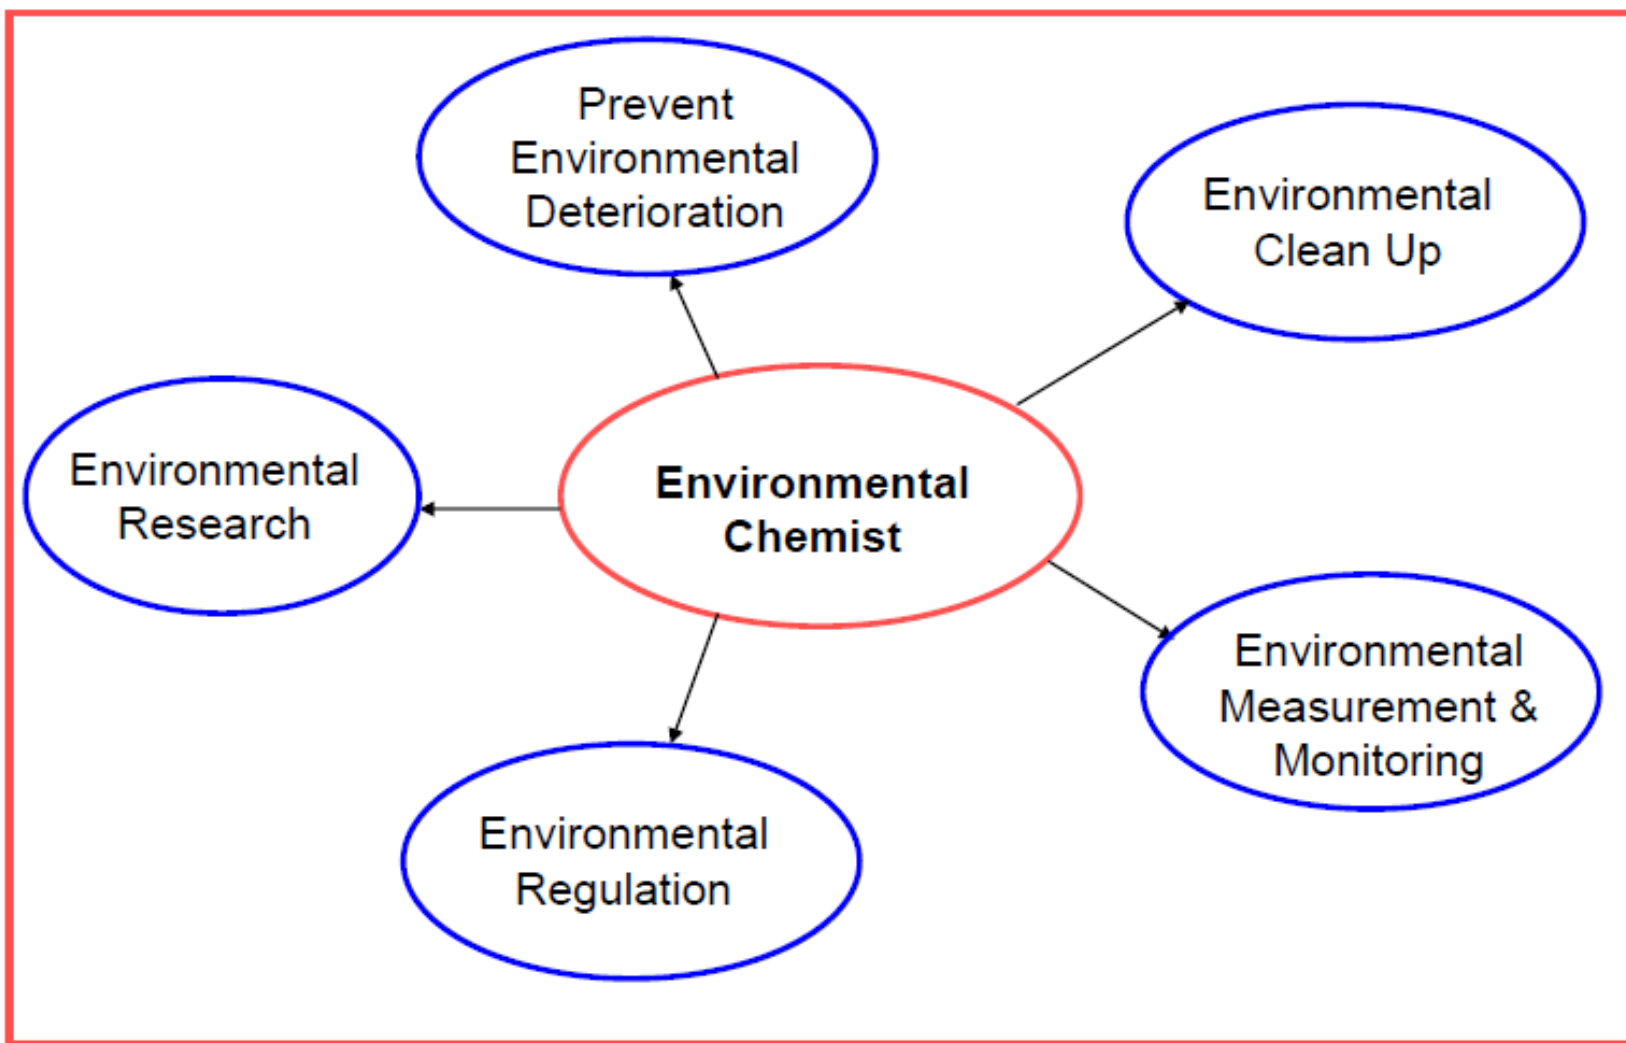 Prevent
Environmental
Deterioration
Environmental
Clean Up
Environmental
Research
Environmental
Chemist
Environmental
Measurement &
Monitoring
Environmental
Regulation